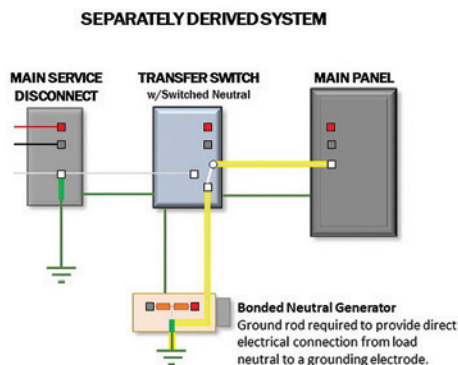 SEPARATELY DERIVED SYSTEM
MAIN SERVICE
DISCONNECT
TRANSFER SWITCH
w/Switched Neutral
MAIN PANEL
Bonded Neutral Generator
Ground rod required to provide direct
electrical connection from load
neutral to a grounding electrode.